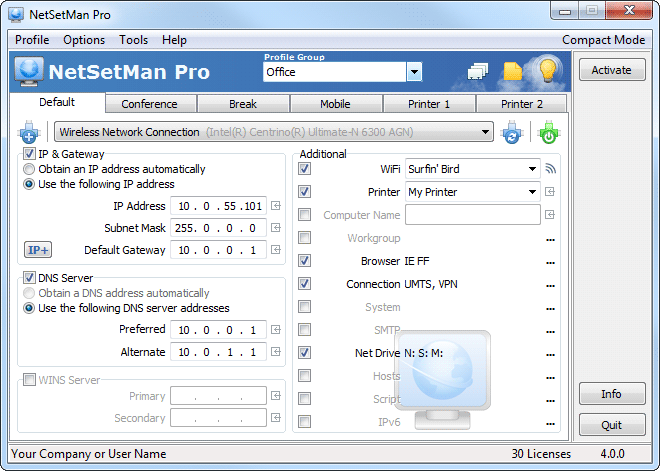 NetSetMan Pro
Profile Options Tools Help Compact Mode
NetSetMan Pro
Profile Group
Office
Activate
Default Conference Break Mobile Printer 1 Printer 2
Wireless Network Connection (Intel(R) Centrino(R) Ultimate-N 6300 AGN)
IP & Gateway
Obtain an IP address automatically
Use the following IP address
IP Address 10 . 0 . 55 .101
Subnet Mask 255. 0 . 0 . 0
IP+ Default Gateway 10 . 0 . 0 . 1
DNS Server
Obtain a DNS address automatically
Use the following DNS server addresses
Preferred 10 . 0 . 0 . 1
Alternate 10 . 0 . 1 . 1
WINS Server
Primary . . .
Secondary . . .
Additional
WiFi Surfin' Bird
Printer My Printer
Computer Name
Workgroup ...
Browser IE FF ...
Connection UMTS, VPN ...
System ...
SMTP ...
Net Drive N: S: M: ...
Hosts ...
Script ...
IPv6 ...
Info
Quit
Your Company or User Name 30 Licenses 4.0.0